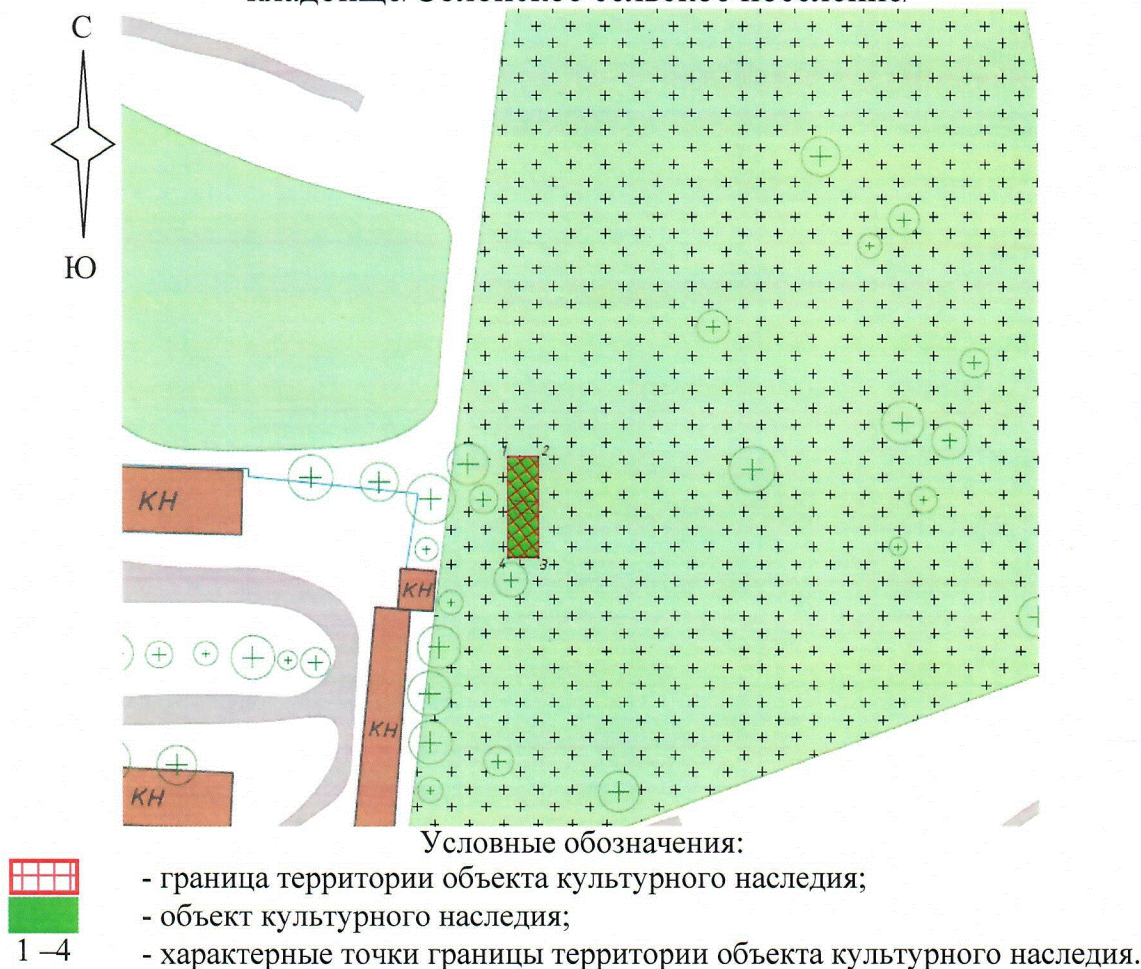 С
Ю
1 2
4 3
КН
КН
КН
КН
Условные обозначения:
- граница территории объекта культурного наследия;
- объект культурного наследия;
1 –4 - характерные точки границы территории объекта культурного наследия.